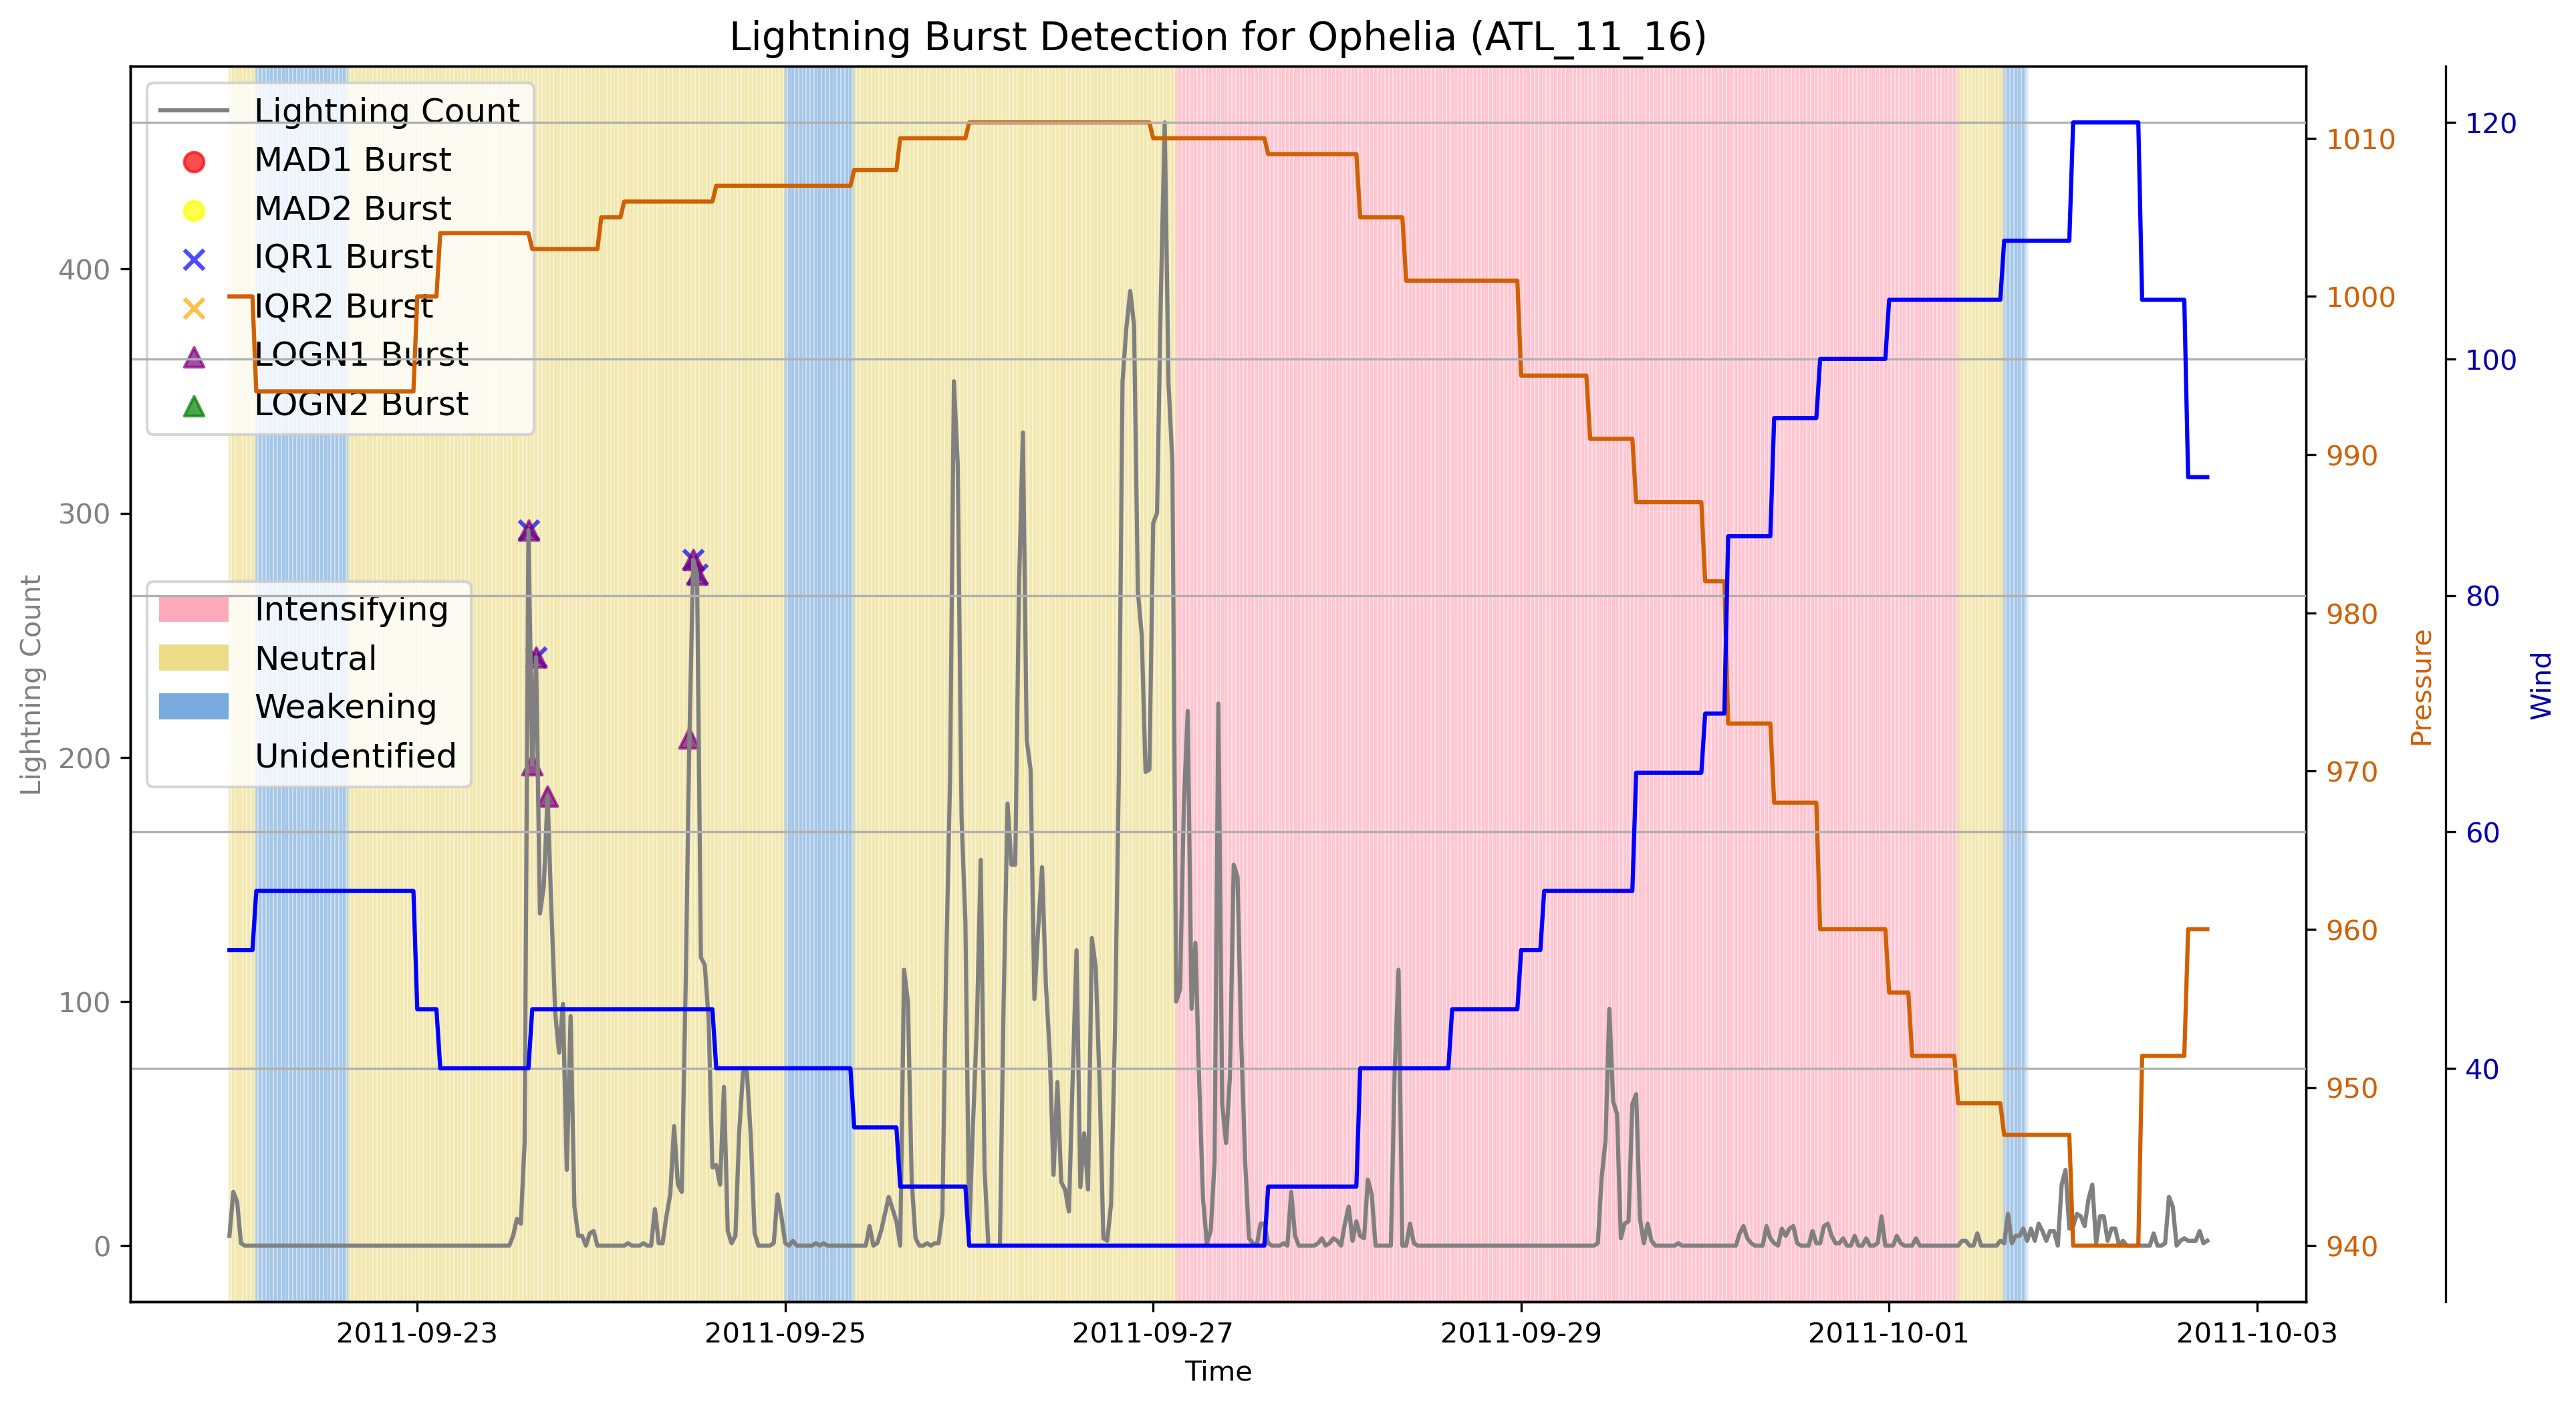 Lightning Burst Detection for Ophelia (ATL_11_16)
Lightning Count
MAD1 Burst
MAD2 Burst
IQR1 Burst
IQR2 Burst
LOGN1 Burst
LOGN2 Burst
Intensifying
Neutral
Weakening
Unidentified
Lightning Count
400
300
200
100
0
1010
1000
990
980
970
960
950
940
Pressure
120
100
80
60
40
Wind
2011-09-23
2011-09-25
2011-09-27
2011-09-29
2011-10-01
2011-10-03
Time